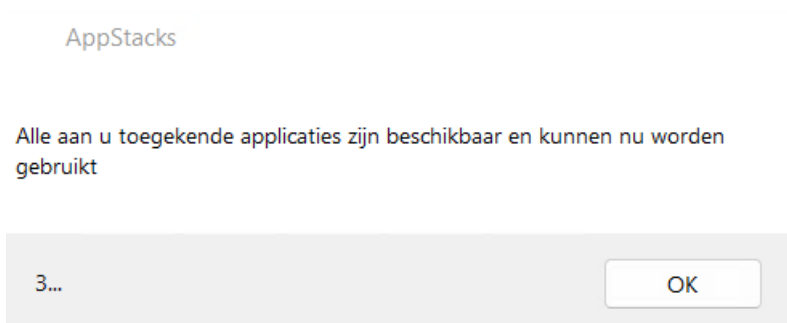 AppStacks
Alle aan u toegekende applicaties zijn beschikbaar en kunnen nu worden
gebruikt
3...
OK